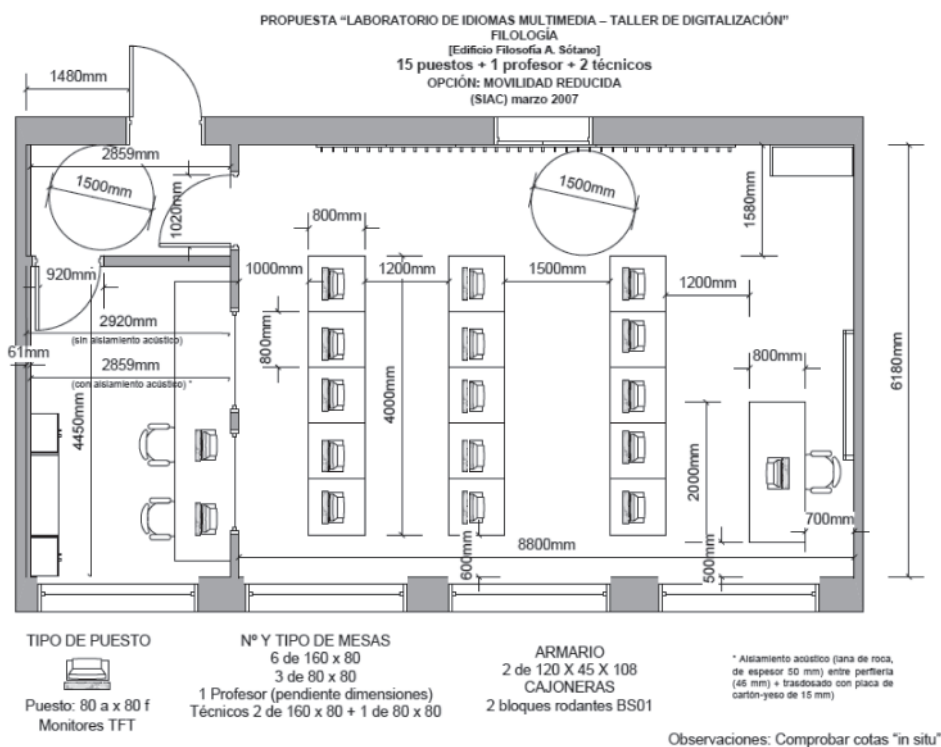 PROPUESTA “LABORATORIO DE IDIOMAS MULTIMEDIA – TALLER DE DIGITALIZACIÓN”
FILOLOGÍA
[Edificio Filosofía A. Sótano]
15 puestos + 1 profesor + 2 técnicos
OPCIÓN: MOVILIDAD REDUCIDA
(SIAC) marzo 2007
1480mm
2859mm
1500mm
1020mm
1500mm
1580mm
800mm
920mm
1000mm
1200mm
1500mm
1200mm
2920mm
(sin aislamiento acústico)
61mm
800mm
800mm
6180mm
2859mm
(con aislamiento acústico) *
4450mm
4000mm
2000mm
700mm
8800mm
600mm
500mm
TIPO DE PUESTO
Puesto: 80 a x 80 f
Monitores TFT
Nº Y TIPO DE MESAS
6 de 160 x 80
3 de 80 x 80
1 Profesor (pendiente dimensiones)
Técnicos 2 de 160 x 80 + 1 de 80 x 80
ARMARIO
2 de 120 X 45 X 108
CAJONERAS
2 bloques rodantes BS01
* Aislamiento acústico (lana de roca,
de espesor 50 mm) entre perfilería
(46 mm) + trasdosado con placa de
cartón-yeso de 15 mm)
Observaciones: Comprobar cotas "in situ"